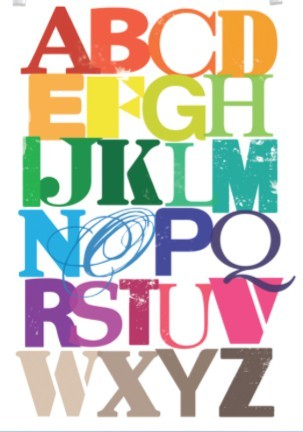 ABCD
EFGH
IJKLM
NOPQ
RSTUV
WXYZ